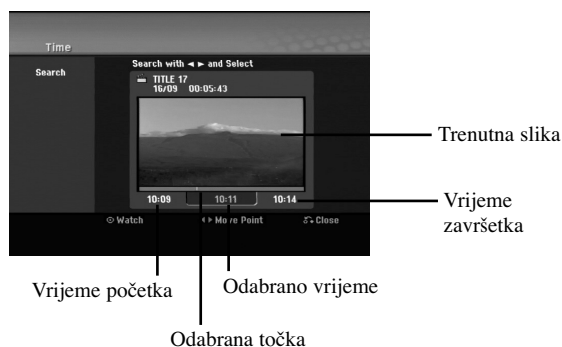 Time
Search
Search with ◄ ► and Select
TITLE 17
16/09 00:05:43
10:09 10:11 10:14
⊙ Watch ◄► Move Point Close
Trenutna slika
Vrijeme
završetka
Vrijeme početka
Odabrano vrijeme
Odabrana točka